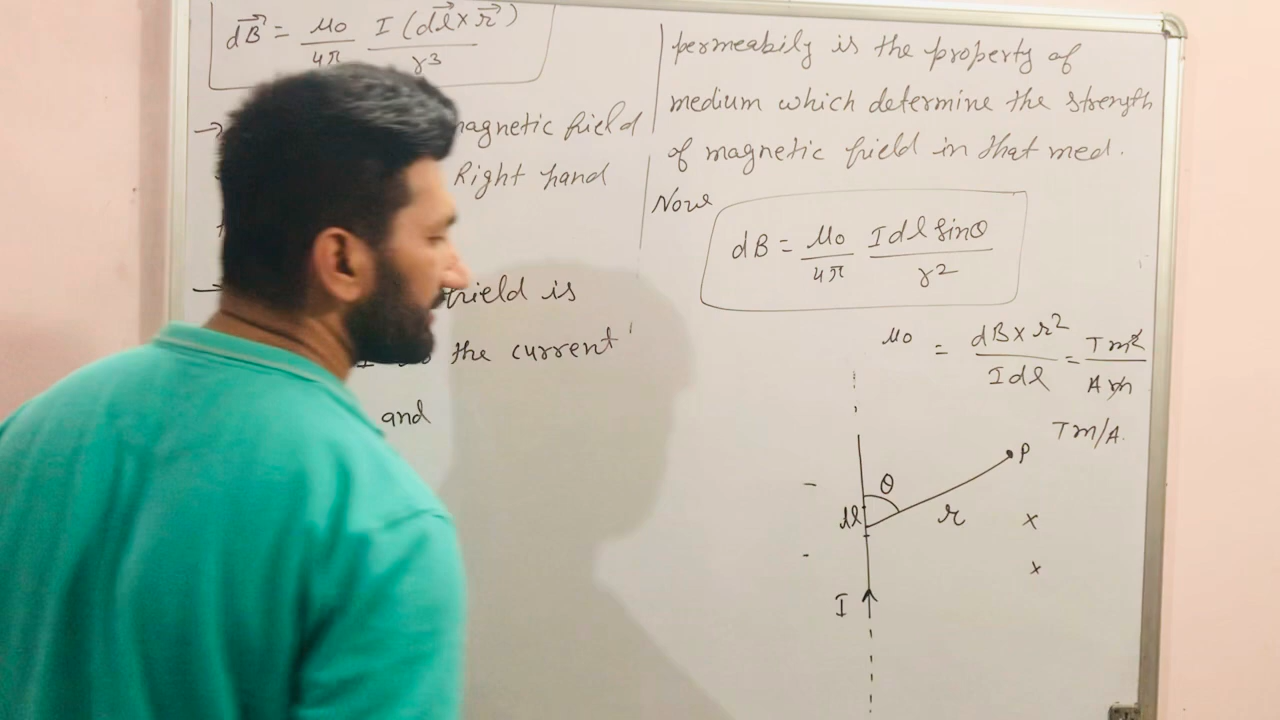 dB = μ0/4π I(dl×r)/r3
→ magnetic field
Right hand
→ field is
the current
and
permeabily is the property of
medium which determine the strength
of magnetic field in that med.
Now
dB = μ0/4π Idl sinθ/r2
μ0 = dB×r2/Idl = Tm2/Am
Tm/A.
P
θ
dl
r
×
×
I